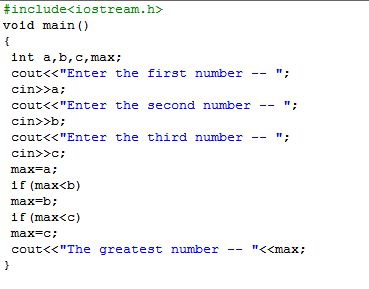 #include<iostream.h>
void main()
{
int a,b,c,max;
cout<<"Enter the first number -- ";
cin>>a;
cout<<"Enter the second number -- ";
cin>>b;
cout<<"Enter the third number -- ";
cin>>c;
max=a;
if(max<b)
max=b;
if(max<c)
max=c;
cout<<"The greatest number -- "<<max;
}